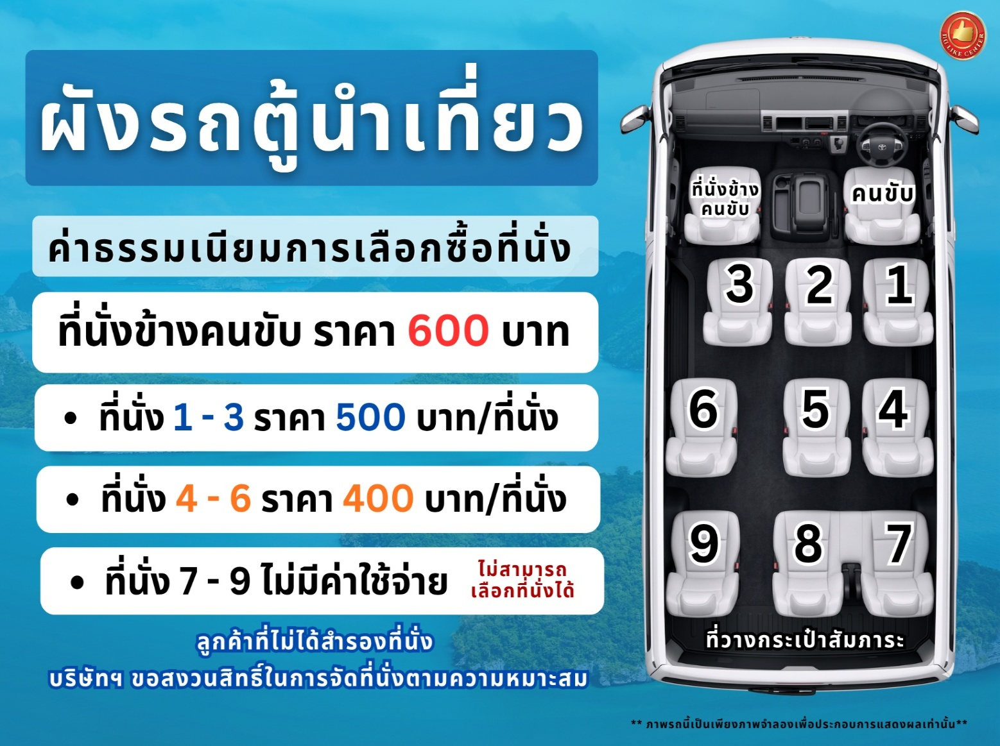 ผังรถตู้นำเที่ยว
ค่าธรรมเนียมการเลือกซื้อที่นั่ง
ที่นั่งข้างคนขับ ราคา 600 บาท
• ที่นั่ง 1 - 3 ราคา 500 บาท/ที่นั่ง
• ที่นั่ง 4 - 6 ราคา 400 บาท/ที่นั่ง
• ที่นั่ง 7 - 9 ไม่มีค่าใช้จ่าย
ไม่สามารถ
เลือกที่นั่งได้
ลูกค้าที่ไม่ได้สำรองที่นั่ง
บริษัทฯ ขอสงวนสิทธิ์ในการจัดที่นั่งตามความหมาะสม
ที่นั่งข้าง
คนขับ
คนขับ
3 2 1
6 5 4
9 8 7
ที่วางกระเป๋าสัมภาระ
** ภาพรถนี้เป็นเพียงภาพจำลองเพื่อประกอบการแสดงผลเท่านั้น**
LIKE CENTER